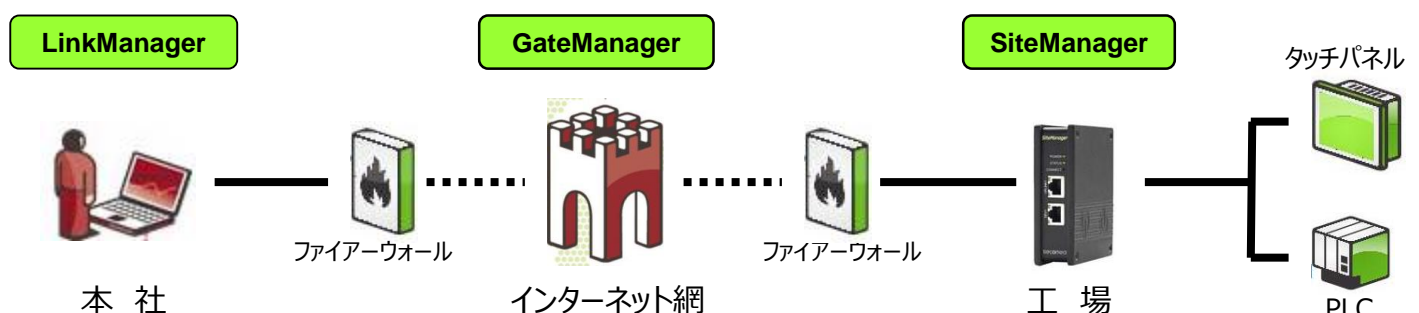 LinkManager
GateManager
SiteManager
タッチパネル
SiteManager
ファイアーウォール
ファイアーウォール
本 社
インターネット網
工 場
PLC